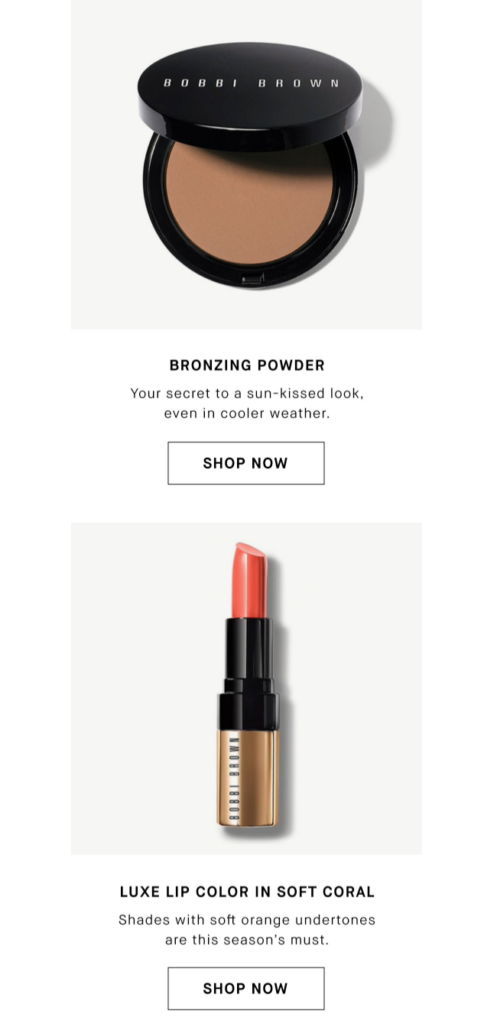 BOBBI BROWN
BRONZING POWDER
Your secret to a sun-kissed look,
even in cooler weather.
SHOP NOW
BOBBI BROWN
LUXE LIP COLOR IN SOFT CORAL
Shades with soft orange undertones
are this season's must.
SHOP NOW